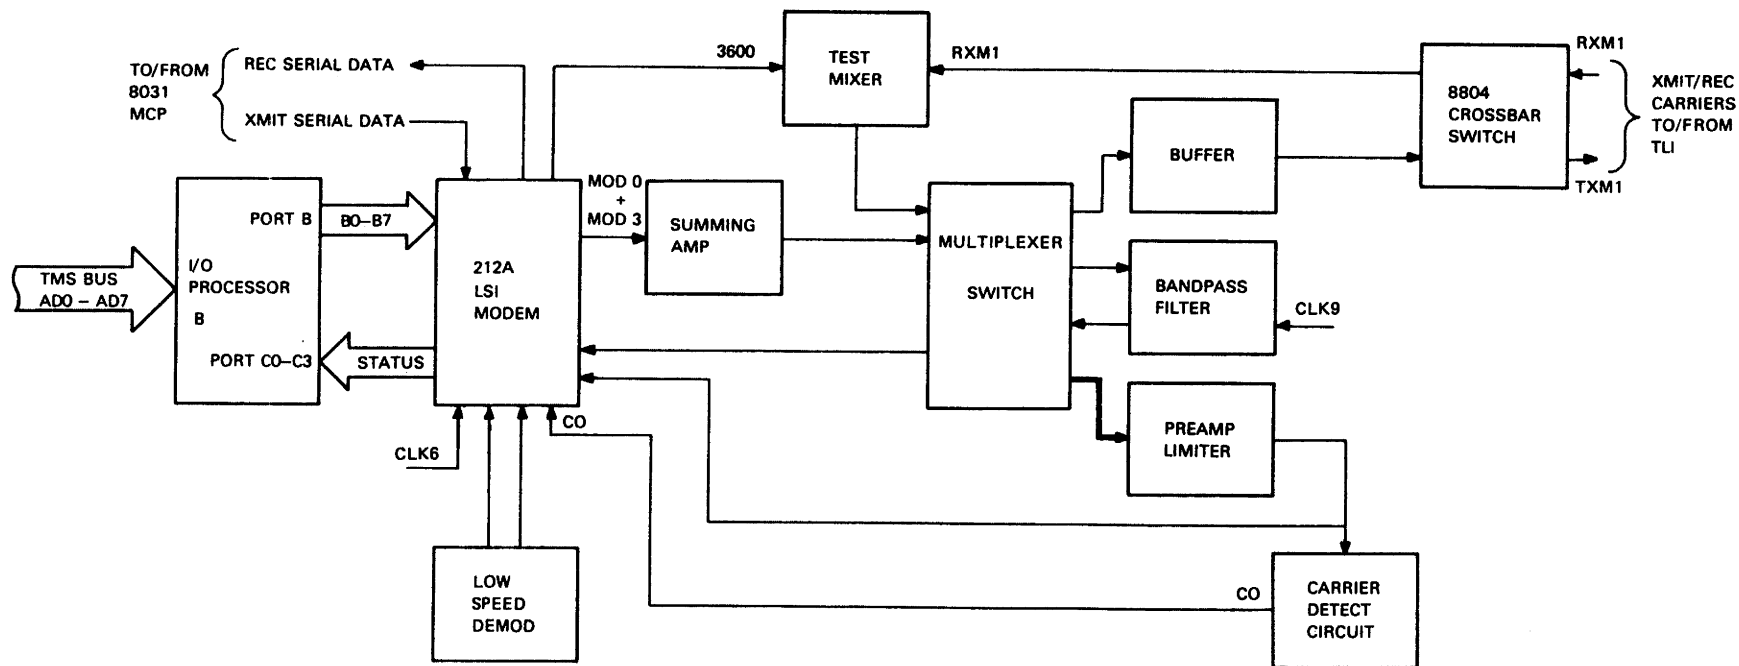 TO/FROM
8031
MCP
REC SERIAL DATA
XMIT SERIAL DATA
3600
TEST
MIXER
RXM1
8804
CROSSBAR
SWITCH
RXM1
TXM1
XMIT/REC
CARRIERS
TO/FROM
TLI
BUFFER
TMS BUS
AD0 – AD7
I/O
PROCESSOR
B
PORT B
PORT C0–C3
B0–B7
STATUS
212A
LSI
MODEM
MOD 0
+
MOD 3
SUMMING
AMP
MULTIPLEXER
SWITCH
BANDPASS
FILTER
CLK9
PREAMP
LIMITER
CLK6
CO
LOW
SPEED
DEMOD
CO
CARRIER
DETECT
CIRCUIT